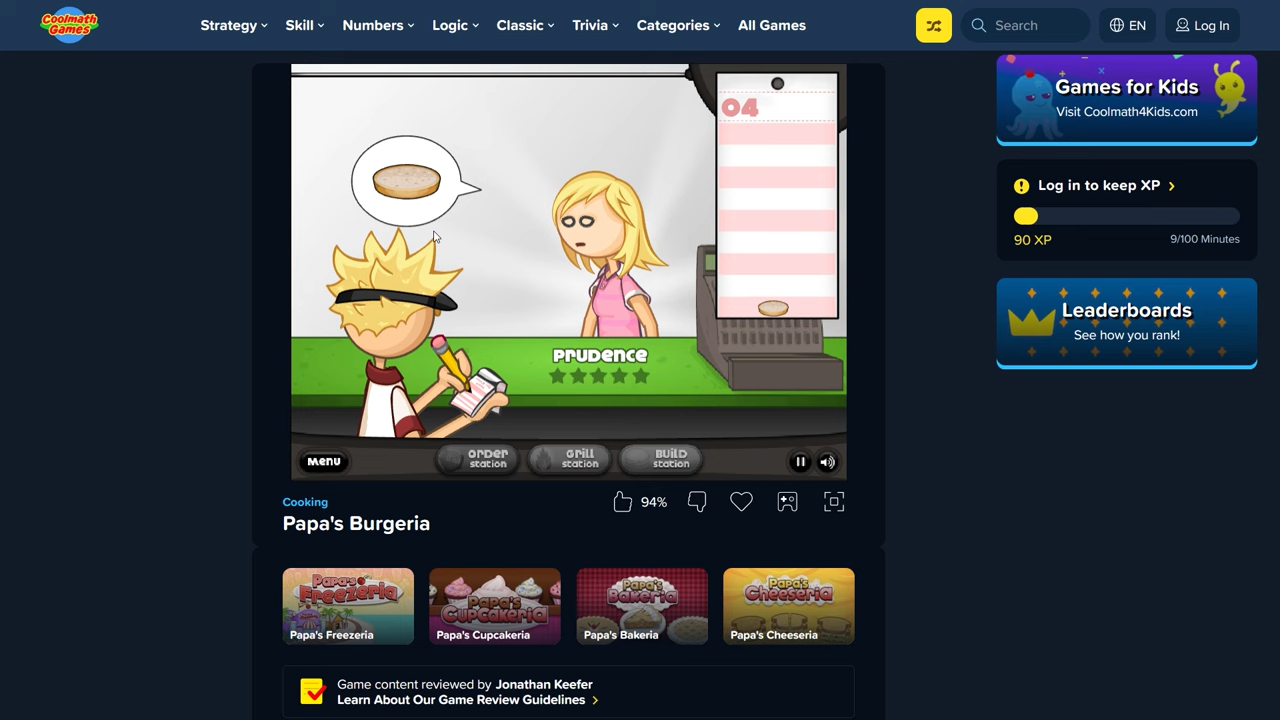 Coolmath
Games
Strategy
Skill
Numbers
Logic
Classic
Trivia
Categories
All Games
Search
EN
Log In
04
PRUDENCE
MENU
ORDER
STATION
GRILL
STATION
BUILD
STATION
Games for Kids
Visit Coolmath4Kids.com
Log in to keep XP
90 XP
9/100 Minutes
Leaderboards
See how you rank!
Cooking
94%
Papa's Burgeria
Papa's Freezeria
Papa's Freezeria
Papa's Cupcakeria
Papa's Cupcakeria
Papa's Bakeria
Papa's Bakeria
Papa's Cheeseria
Papa's Cheeseria
Game content reviewed by Jonathan Keefer
Learn About Our Game Review Guidelines